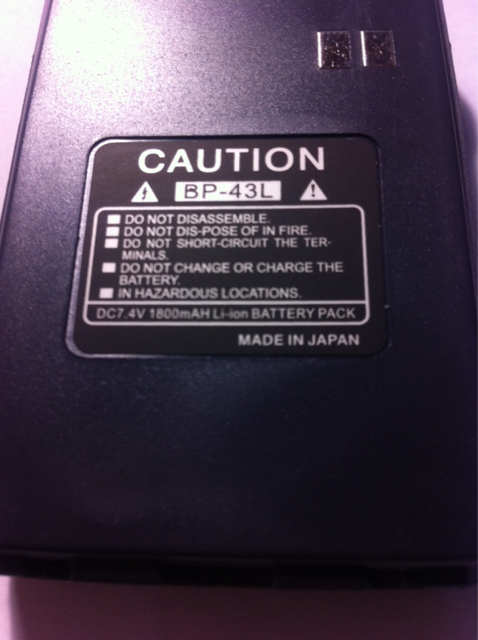 CAUTION
BP-43L
DO NOT DISASSEMBLE.
DO NOT DIS-POSE OF IN FIRE.
DO NOT SHORT-CIRCUIT THE TER-
MINALS.
DO NOT CHANGE OR CHARGE THE
BATTERY.
IN HAZARDOUS LOCATIONS.
DC7.4V 1800mAH Li-ion BATTERY PACK
MADE IN JAPAN